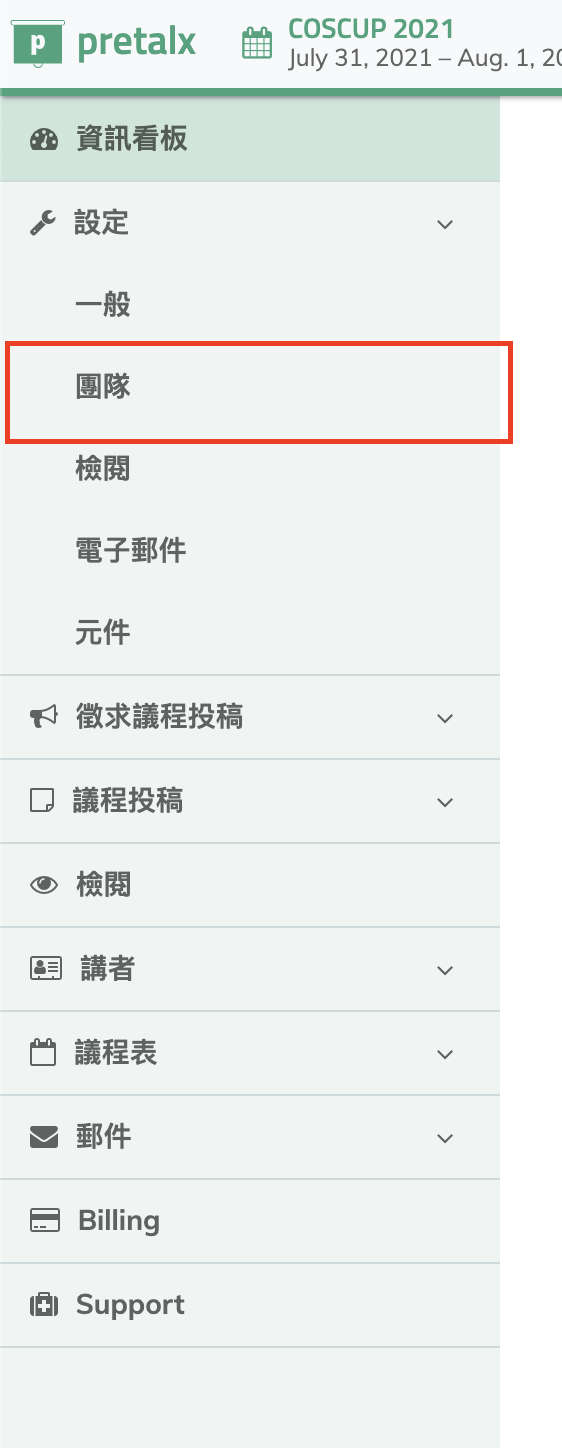 p pretalx
COSCUP 2021
July 31, 2021 – Aug. 1, 20
資訊看板
設定
一般
團隊
檢閱
電子郵件
元件
徵求議程投稿
議程投稿
檢閱
講者
議程表
郵件
Billing
Support